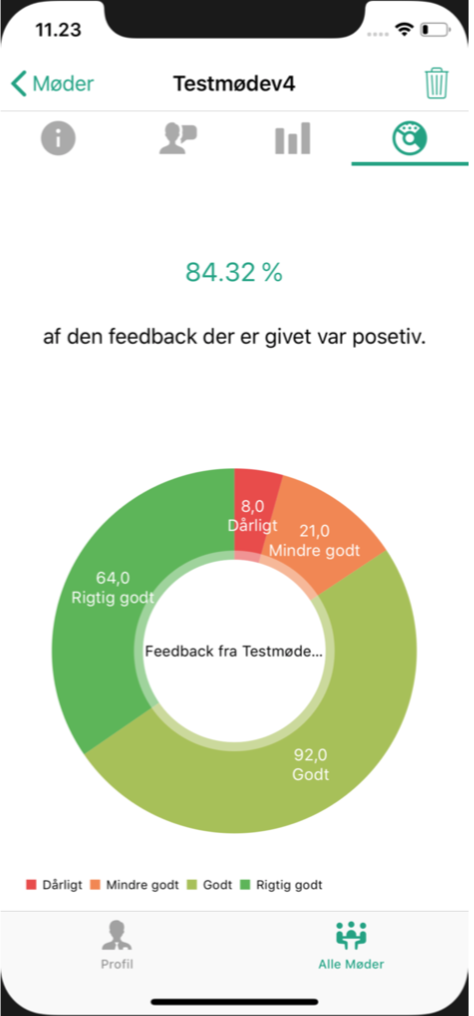 11.23
Møder
Testmødev4
84.32 %
af den feedback der er givet var posetiv.
8,0
Dårligt
21,0
Mindre godt
64,0
Rigtig godt
Feedback fra Testmøde...
92,0
Godt
Dårligt Mindre godt Godt Rigtig godt
Profil
Alle Møder